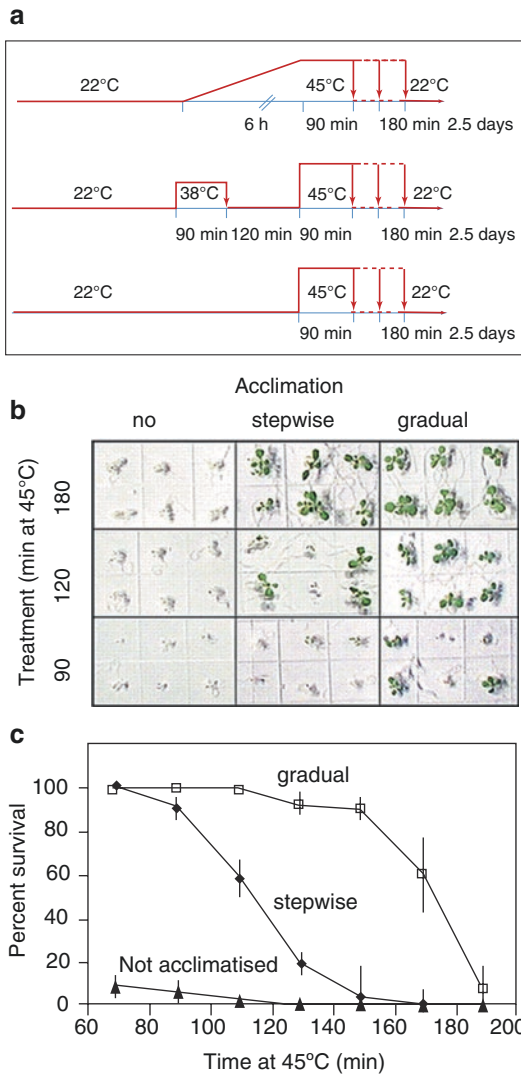 a
22°C 45°C 22°C
6 h 90 min 180 min 2.5 days
22°C 38°C 45°C 22°C
90 min 120 min 90 min 180 min 2.5 days
22°C 45°C 22°C
90 min 180 min 2.5 days
Acclimation
b no stepwise gradual
Treatment (min at 45°C)
180
120
90
c
Percent survival
100
80
60
40
20
0
gradual
stepwise
Not acclimatised
60 80 100 120 140 160 180 200
Time at 45°C (min)